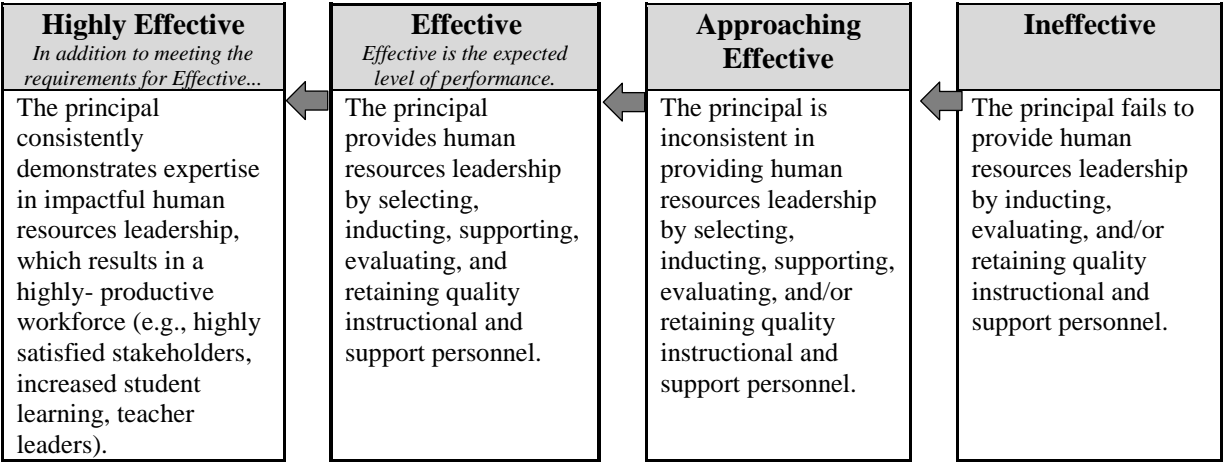 Highly Effective
In addition to meeting the
requirements for Effective...
The principal
consistently
demonstrates expertise
in impactful human
resources leadership,
which results in a
highly- productive
workforce (e.g., highly
satisfied stakeholders,
increased student
learning, teacher
leaders).
Effective
Effective is the expected
level of performance.
The principal
provides human
resources leadership
by selecting,
inducting, supporting,
evaluating, and
retaining quality
instructional and
support personnel.
Approaching
Effective
The principal is
inconsistent in
providing human
resources leadership
by selecting,
inducting, supporting,
evaluating, and/or
retaining quality
instructional and
support personnel.
Ineffective
The principal fails to
provide human
resources leadership
by inducting,
evaluating, and/or
retaining quality
instructional and
support personnel.